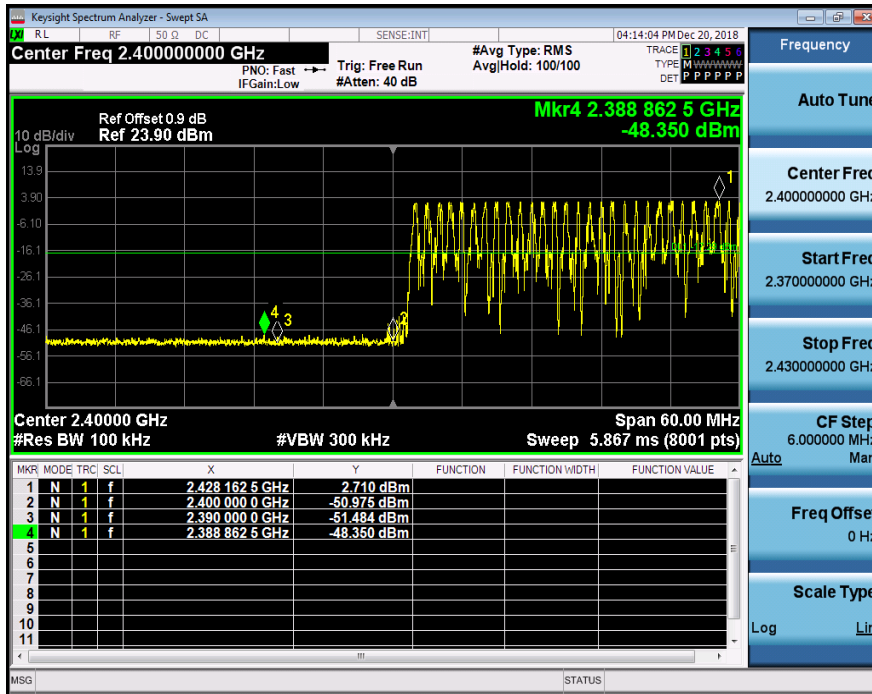 Keysight Spectrum Analyzer - Swept SA
LXI RL RF 50 Ω DC SENSE:INT 04:14:04 PM Dec 20, 2018
Center Freq 2.400000000 GHz
PNO: Fast
IFGain:Low
Trig: Free Run
#Atten: 40 dB
#Avg Type: RMS
Avg|Hold: 100/100
TRACE 1 2 3 4 5 6
TYPE M W W W W W
DET P P P P P P
Mkr4 2.388 862 5 GHz
-48.350 dBm
Ref Offset 0.9 dB
10 dB/div Ref 23.90 dBm
Log
13.9
3.90
-6.10
-16.1
-26.1
-36.1
-46.1
-56.1
-66.1
1
4
3
2
Center 2.40000 GHz Span 60.00 MHz
#Res BW 100 kHz #VBW 300 kHz Sweep 5.867 ms (8001 pts)
MKR MODE TRC SCL X Y FUNCTION FUNCTION WIDTH FUNCTION VALUE
1 N 1 f 2.428 162 5 GHz 2.710 dBm
2 N 1 f 2.400 000 0 GHz -50.975 dBm
3 N 1 f 2.390 000 0 GHz -51.484 dBm
4 N 1 f 2.388 862 5 GHz -48.350 dBm
5
6
7
8
9
10
11
MSG STATUS
Frequency
Auto Tune
Center Freq
2.400000000 GHz
Start Freq
2.370000000 GHz
Stop Freq
2.430000000 GHz
CF Step
6.000000 MHz
Auto Man
Freq Offset
0 Hz
Scale Type
Log Lin